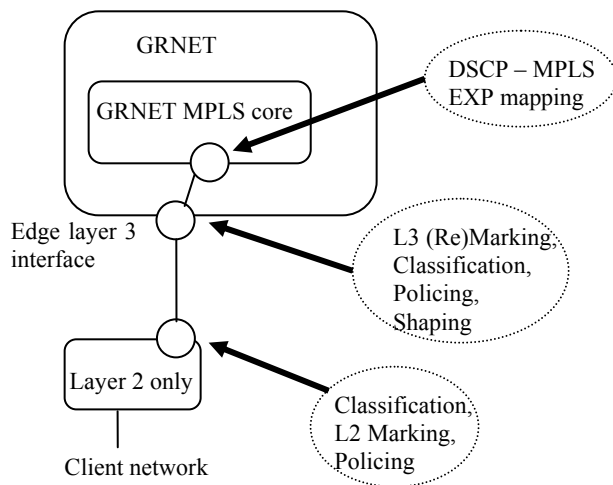 GRNET
DSCP – MPLS
EXP mapping
GRNET MPLS core
Edge layer 3
interface
L3 (Re)Marking,
Classification,
Policing,
Shaping
Layer 2 only
Classification,
L2 Marking,
Policing
Client network